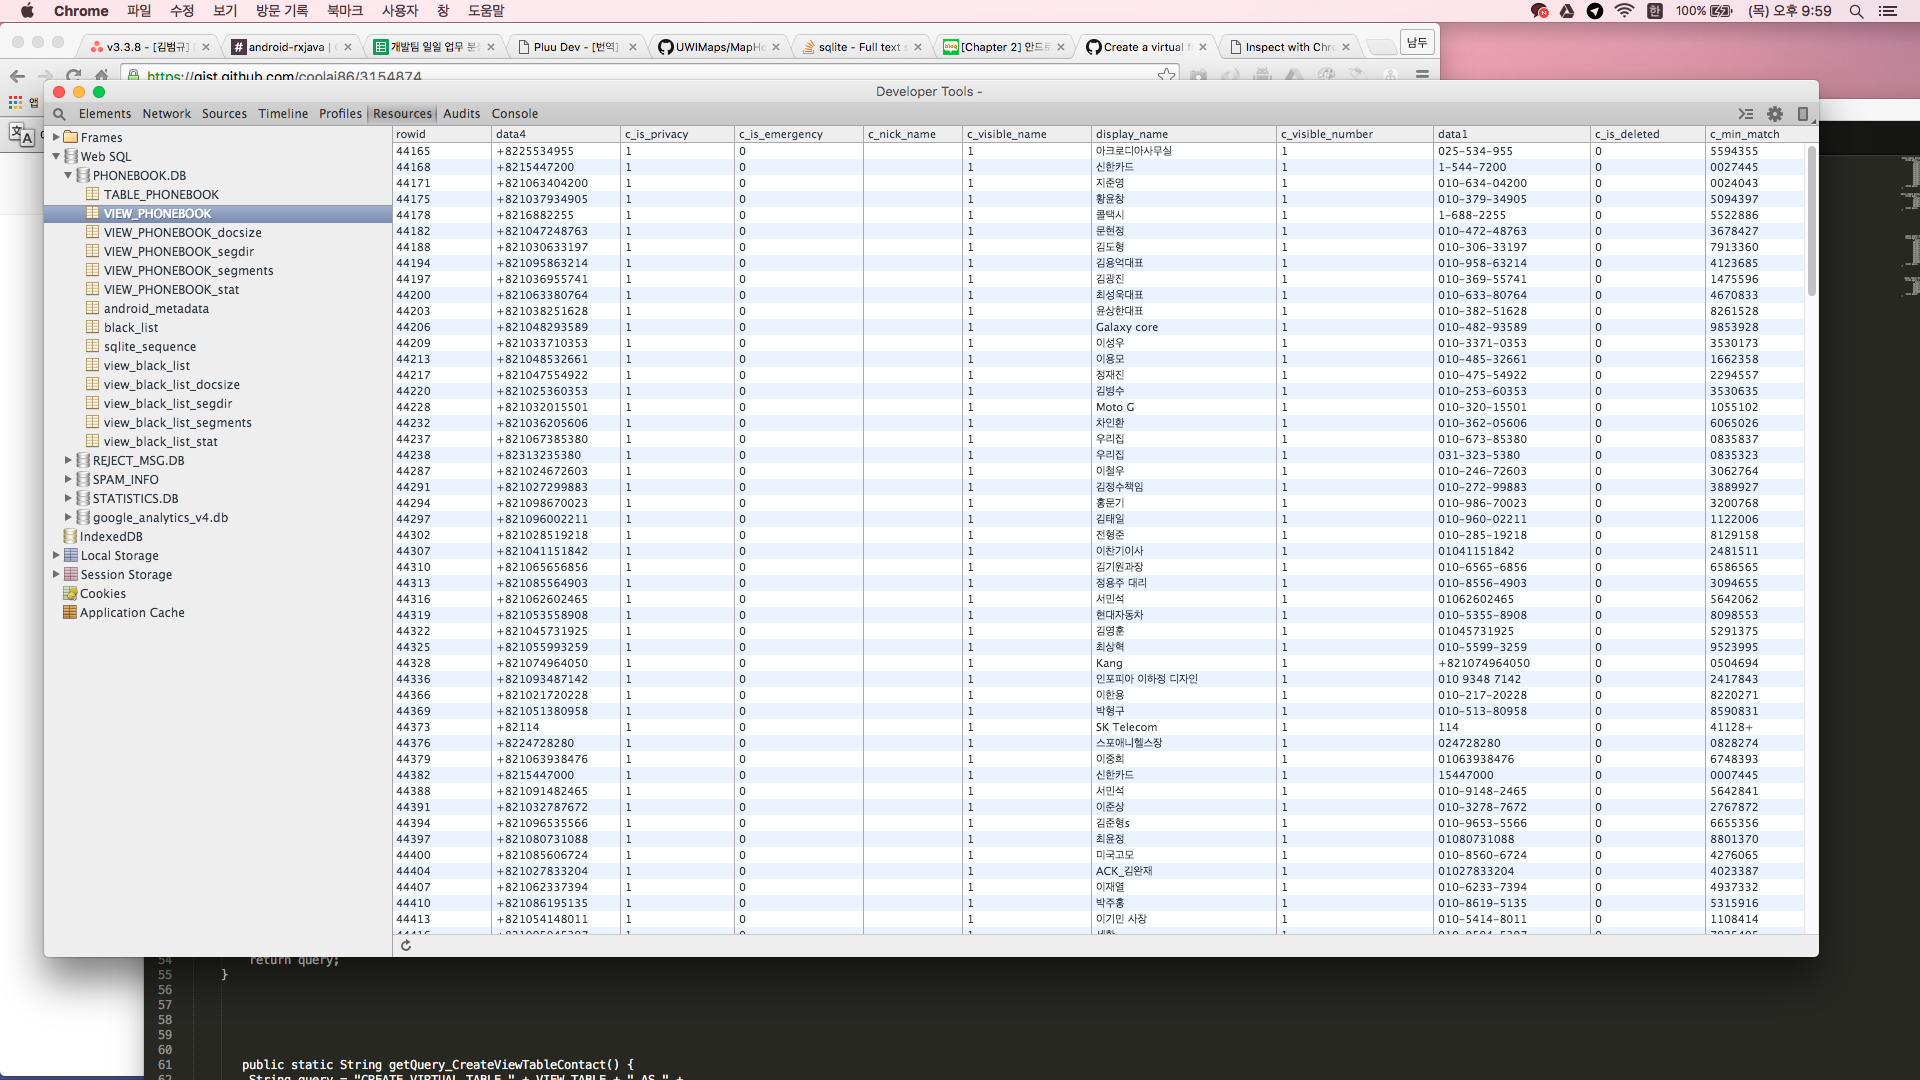 Chrome 파일 수정 보기 방문 기록 북마크 사용자 창 도움말 100% (목) 오후 9:59
v3.3.8 - [김범규] android-rxjava | 개발팀 일일 업무 분 Pluu Dev - [번역] UWIMaps/MapHe sqlite - Full text s [Chapter 2] 안드로 Create a virtual Inspect with Chro 남두
https://gist.github.com/coolaj86/3154874
앱
Developer Tools -
Elements Network Sources Timeline Profiles Resources Audits Console
Frames
Web SQL
PHONEBOOK.DB
TABLE_PHONEBOOK
VIEW_PHONEBOOK
VIEW_PHONEBOOK_docsize
VIEW_PHONEBOOK_segdir
VIEW_PHONEBOOK_segments
VIEW_PHONEBOOK_stat
android_metadata
black_list
sqlite_sequence
view_black_list
view_black_list_docsize
view_black_list_segdir
view_black_list_segments
view_black_list_stat
REJECT_MSG.DB
SPAM_INFO
STATISTICS.DB
google_analytics_v4.db
IndexedDB
Local Storage
Session Storage
Cookies
Application Cache
rowid data4 c_is_privacy c_is_emergency c_nick_name c_visible_name display_name c_visible_number data1 c_is_deleted c_min_match
44165 +8225534955 1 0 1 아크로디아사무실 1 025-534-955 0 5594355
44168 +8215447200 1 0 1 신한카드 1 1-544-7200 0 0027445
44171 +821063404200 1 0 1 지준영 1 010-634-04200 0 0024043
44175 +821037934905 1 0 1 황윤창 1 010-379-34905 0 5094397
44178 +8216882255 1 0 1 콜택시 1 1-688-2255 0 5522886
44182 +821047248763 1 0 1 문현정 1 010-472-48763 0 3678427
44188 +821030633197 1 0 1 김도형 1 010-306-33197 0 7913360
44194 +821095863214 1 0 1 김용억대표 1 010-958-63214 0 4123685
44197 +821036955741 1 0 1 김광진 1 010-369-55741 0 1475596
44200 +821063380764 1 0 1 최성욱대표 1 010-633-80764 0 4670833
44203 +821038251628 1 0 1 윤상한대표 1 010-382-51628 0 8261528
44206 +821048293589 1 0 1 Galaxy core 1 010-482-93589 0 9853928
44209 +821033710353 1 0 1 이성우 1 010-3371-0353 0 3530173
44213 +821048532661 1 0 1 이용모 1 010-485-32661 0 1662358
44217 +821047554922 1 0 1 정재진 1 010-475-54922 0 2294557
44220 +821025360353 1 0 1 김병수 1 010-253-60353 0 3530635
44228 +821032015501 1 0 1 Moto G 1 010-320-15501 0 1055102
44232 +821036205606 1 0 1 차인환 1 010-362-05606 0 6065026
44237 +821067385380 1 0 1 우리집 1 010-673-85380 0 0835837
44238 +82313235380 1 0 1 우리집 1 031-323-5380 0 0835323
44287 +821024672603 1 0 1 이철우 1 010-246-72603 0 3062764
44291 +821027299883 1 0 1 김정수책임 1 010-272-99883 0 3889927
44294 +821098670023 1 0 1 홍문기 1 010-986-70023 0 3200768
44297 +821096002211 1 0 1 김태일 1 010-960-02211 0 1122006
44302 +821028519218 1 0 1 전형준 1 010-285-19218 0 8129158
44307 +821041151842 1 0 1 이찬기이사 1 01041151842 0 2481511
44310 +821065656856 1 0 1 김기원과장 1 010-6565-6856 0 6586565
44313 +821085564903 1 0 1 정용주 대리 1 010-8556-4903 0 3094655
44316 +821062602465 1 0 1 서민석 1 01062602465 0 5642062
44319 +821053558908 1 0 1 현대자동차 1 010-5355-8908 0 8098553
44322 +821045731925 1 0 1 김영훈 1 01045731925 0 5291375
44325 +821055993259 1 0 1 최상혁 1 010-5599-3259 0 9523995
44328 +821074964050 1 0 1 Kang 1 +821074964050 0 0504694
44336 +821093487142 1 0 1 인포피아 이하정 디자인 1 010 9348 7142 0 2417843
44366 +821021720228 1 0 1 이한용 1 010-217-20228 0 8220271
44369 +821051380958 1 0 1 박형구 1 010-513-80958 0 8590831
44373 +82114 1 0 1 SK Telecom 1 114 0 41128+
44376 +8224728280 1 0 1 스포애니헬스장 1 024728280 0 0828274
44379 +821063938476 1 0 1 이중희 1 01063938476 0 6748393
44382 +8215447000 1 0 1 신한카드 1 15447000 0 0007445
44388 +821091482465 1 0 1 서민석 1 010-9148-2465 0 5642841
44391 +821032787672 1 0 1 이준상 1 010-3278-7672 0 2767872
44394 +821096535566 1 0 1 김준형s 1 010-9653-5566 0 6655356
44397 +821080731088 1 0 1 최윤정 1 01080731088 0 8801370
44400 +821085606724 1 0 1 미국고모 1 010-8560-6724 0 4276065
44404 +821027833204 1 0 1 ACK_김완재 1 01027833204 0 4023387
44407 +821062337394 1 0 1 이재열 1 010-6233-7394 0 4937332
44410 +821086195135 1 0 1 박주홍 1 010-8619-5135 0 5315916
44413 +821054148011 1 0 1 이기민 사장 1 010-5414-8011 0 1108414
54 return query;
55 }
56
57
58
59
60
61 public static String getQuery_CreateViewTableContact() {
62 String query = "CREATE VIRTUAL TABLE " + VIEW_TABLE + " AS " +